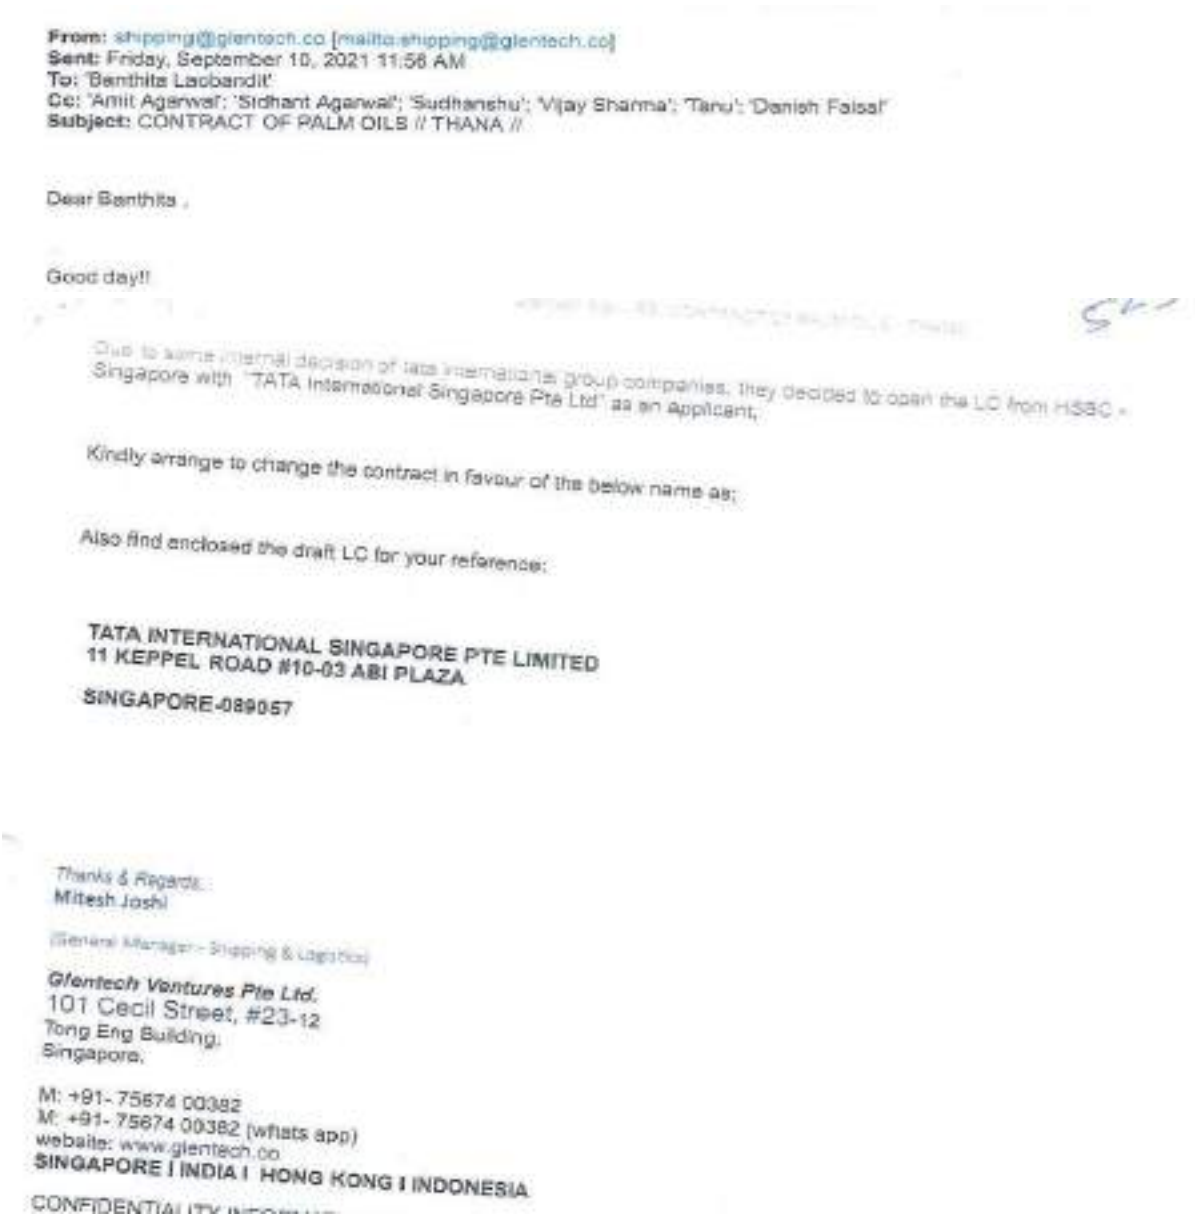 From: shipping@glentech.co [mailto:shipping@glentech.co]
Sent: Friday, September 10, 2021 11:56 AM
To: 'Banthita Laobandit'
Cc: 'Amit Agarwal'; 'Sidhant Agarwal'; 'Sudhanshu'; 'Vijay Sharma'; 'Tanu'; 'Danish Faisal'
Subject: CONTRACT OF PALM OILS // THANA //
Dear Banthita ,
Good day!!
Due to some internal decision of tata international group companies, they decided to open the LC from HSBC -
Singapore with "TATA International Singapore Pte Ltd" as an Applicant,
Kindly arrange to change the contract in favour of the below name as;
Also find enclosed the draft LC for your reference:
TATA INTERNATIONAL SINGAPORE PTE LIMITED
11 KEPPEL ROAD #10-03 ABI PLAZA
SINGAPORE-089057
Thanks & Regards,
Mitesh Joshi
(General Manager - Shipping & Logistics)
Glentech Ventures Pte Ltd.
101 Cecil Street, #23-12
Tong Eng Building,
Singapore.
M: +91- 75674 00382
M: +91- 75674 00382 (whats app)
website: www.glentech.co
SINGAPORE I INDIA I HONG KONG I INDONESIA
CONFIDENTIALITY